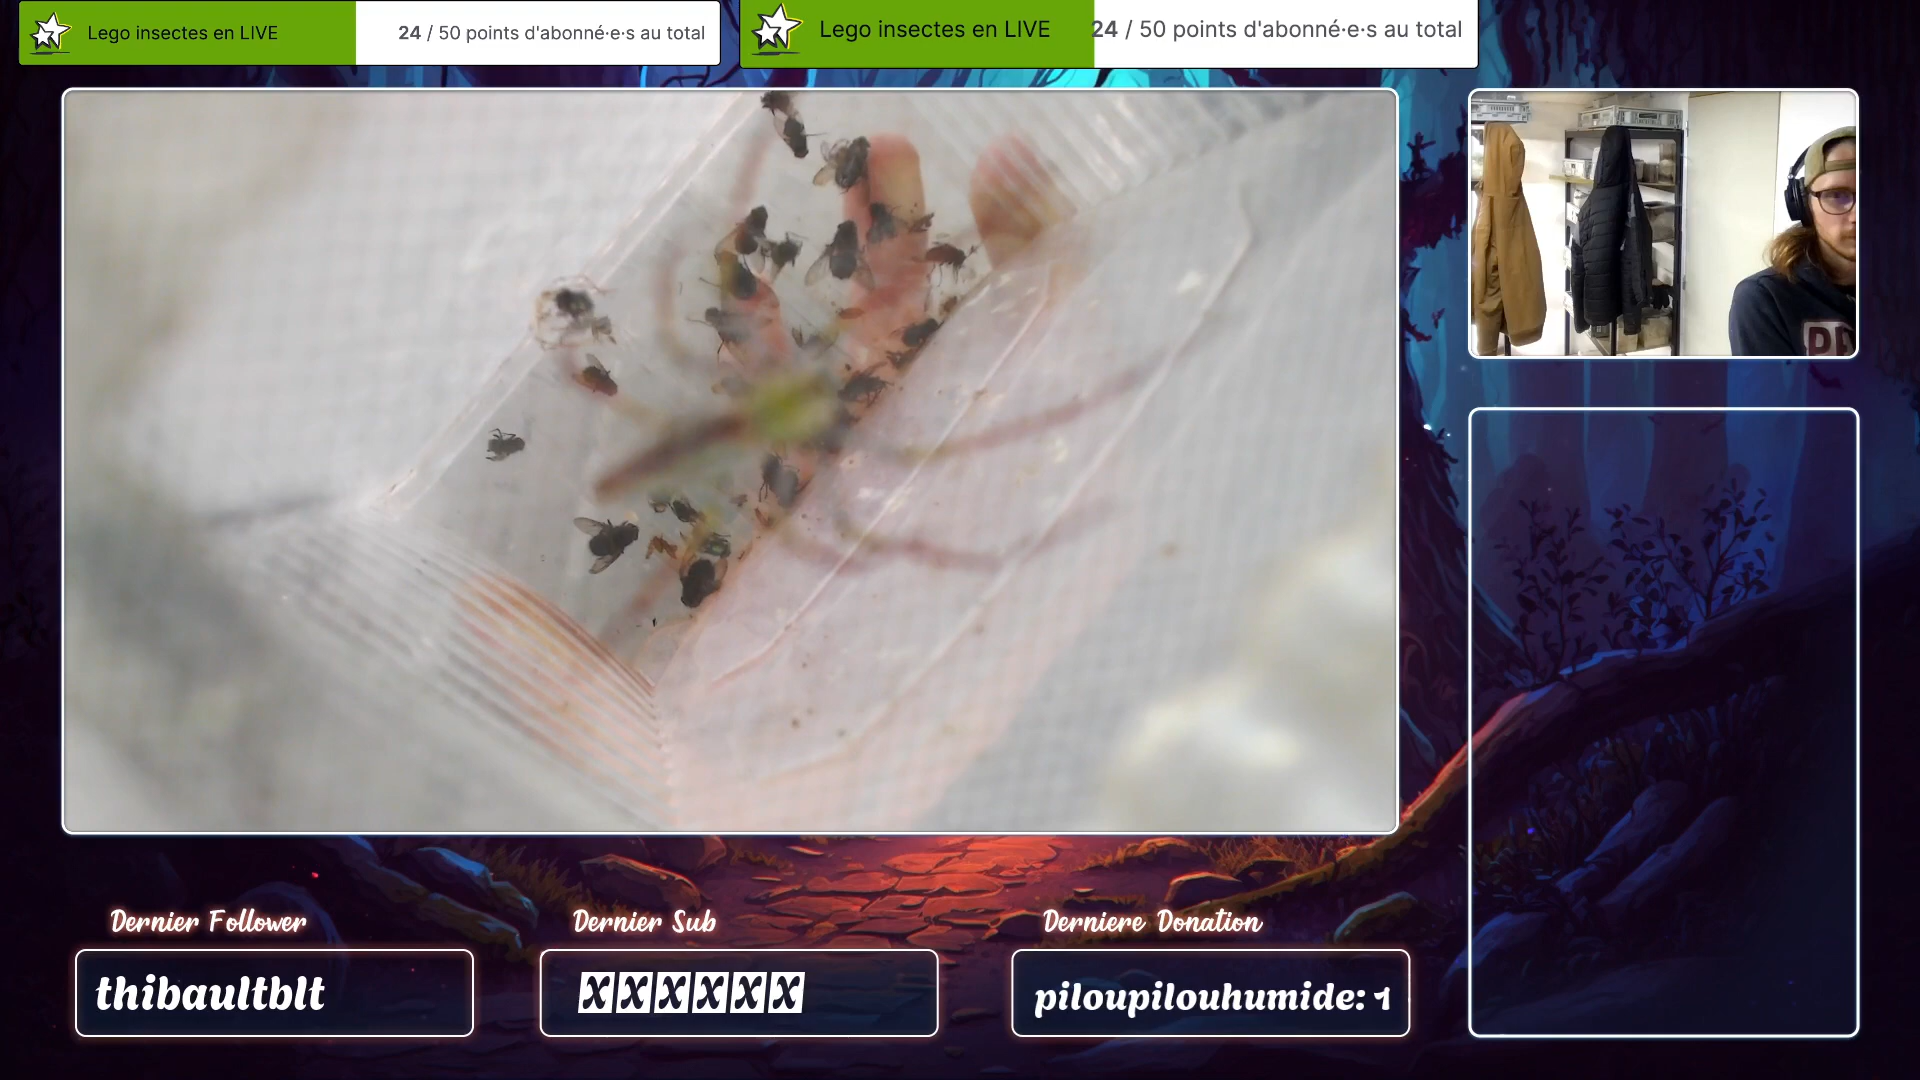 Lego insectes en LIVE 24 / 50 points d'abonné·e·s au total
Lego insectes en LIVE 24 / 50 points d'abonné·e·s au total
Dernier Follower
Dernier Sub
Derniere Donation
thibaultblt
xxxxxx
piloupilouhumide: 1